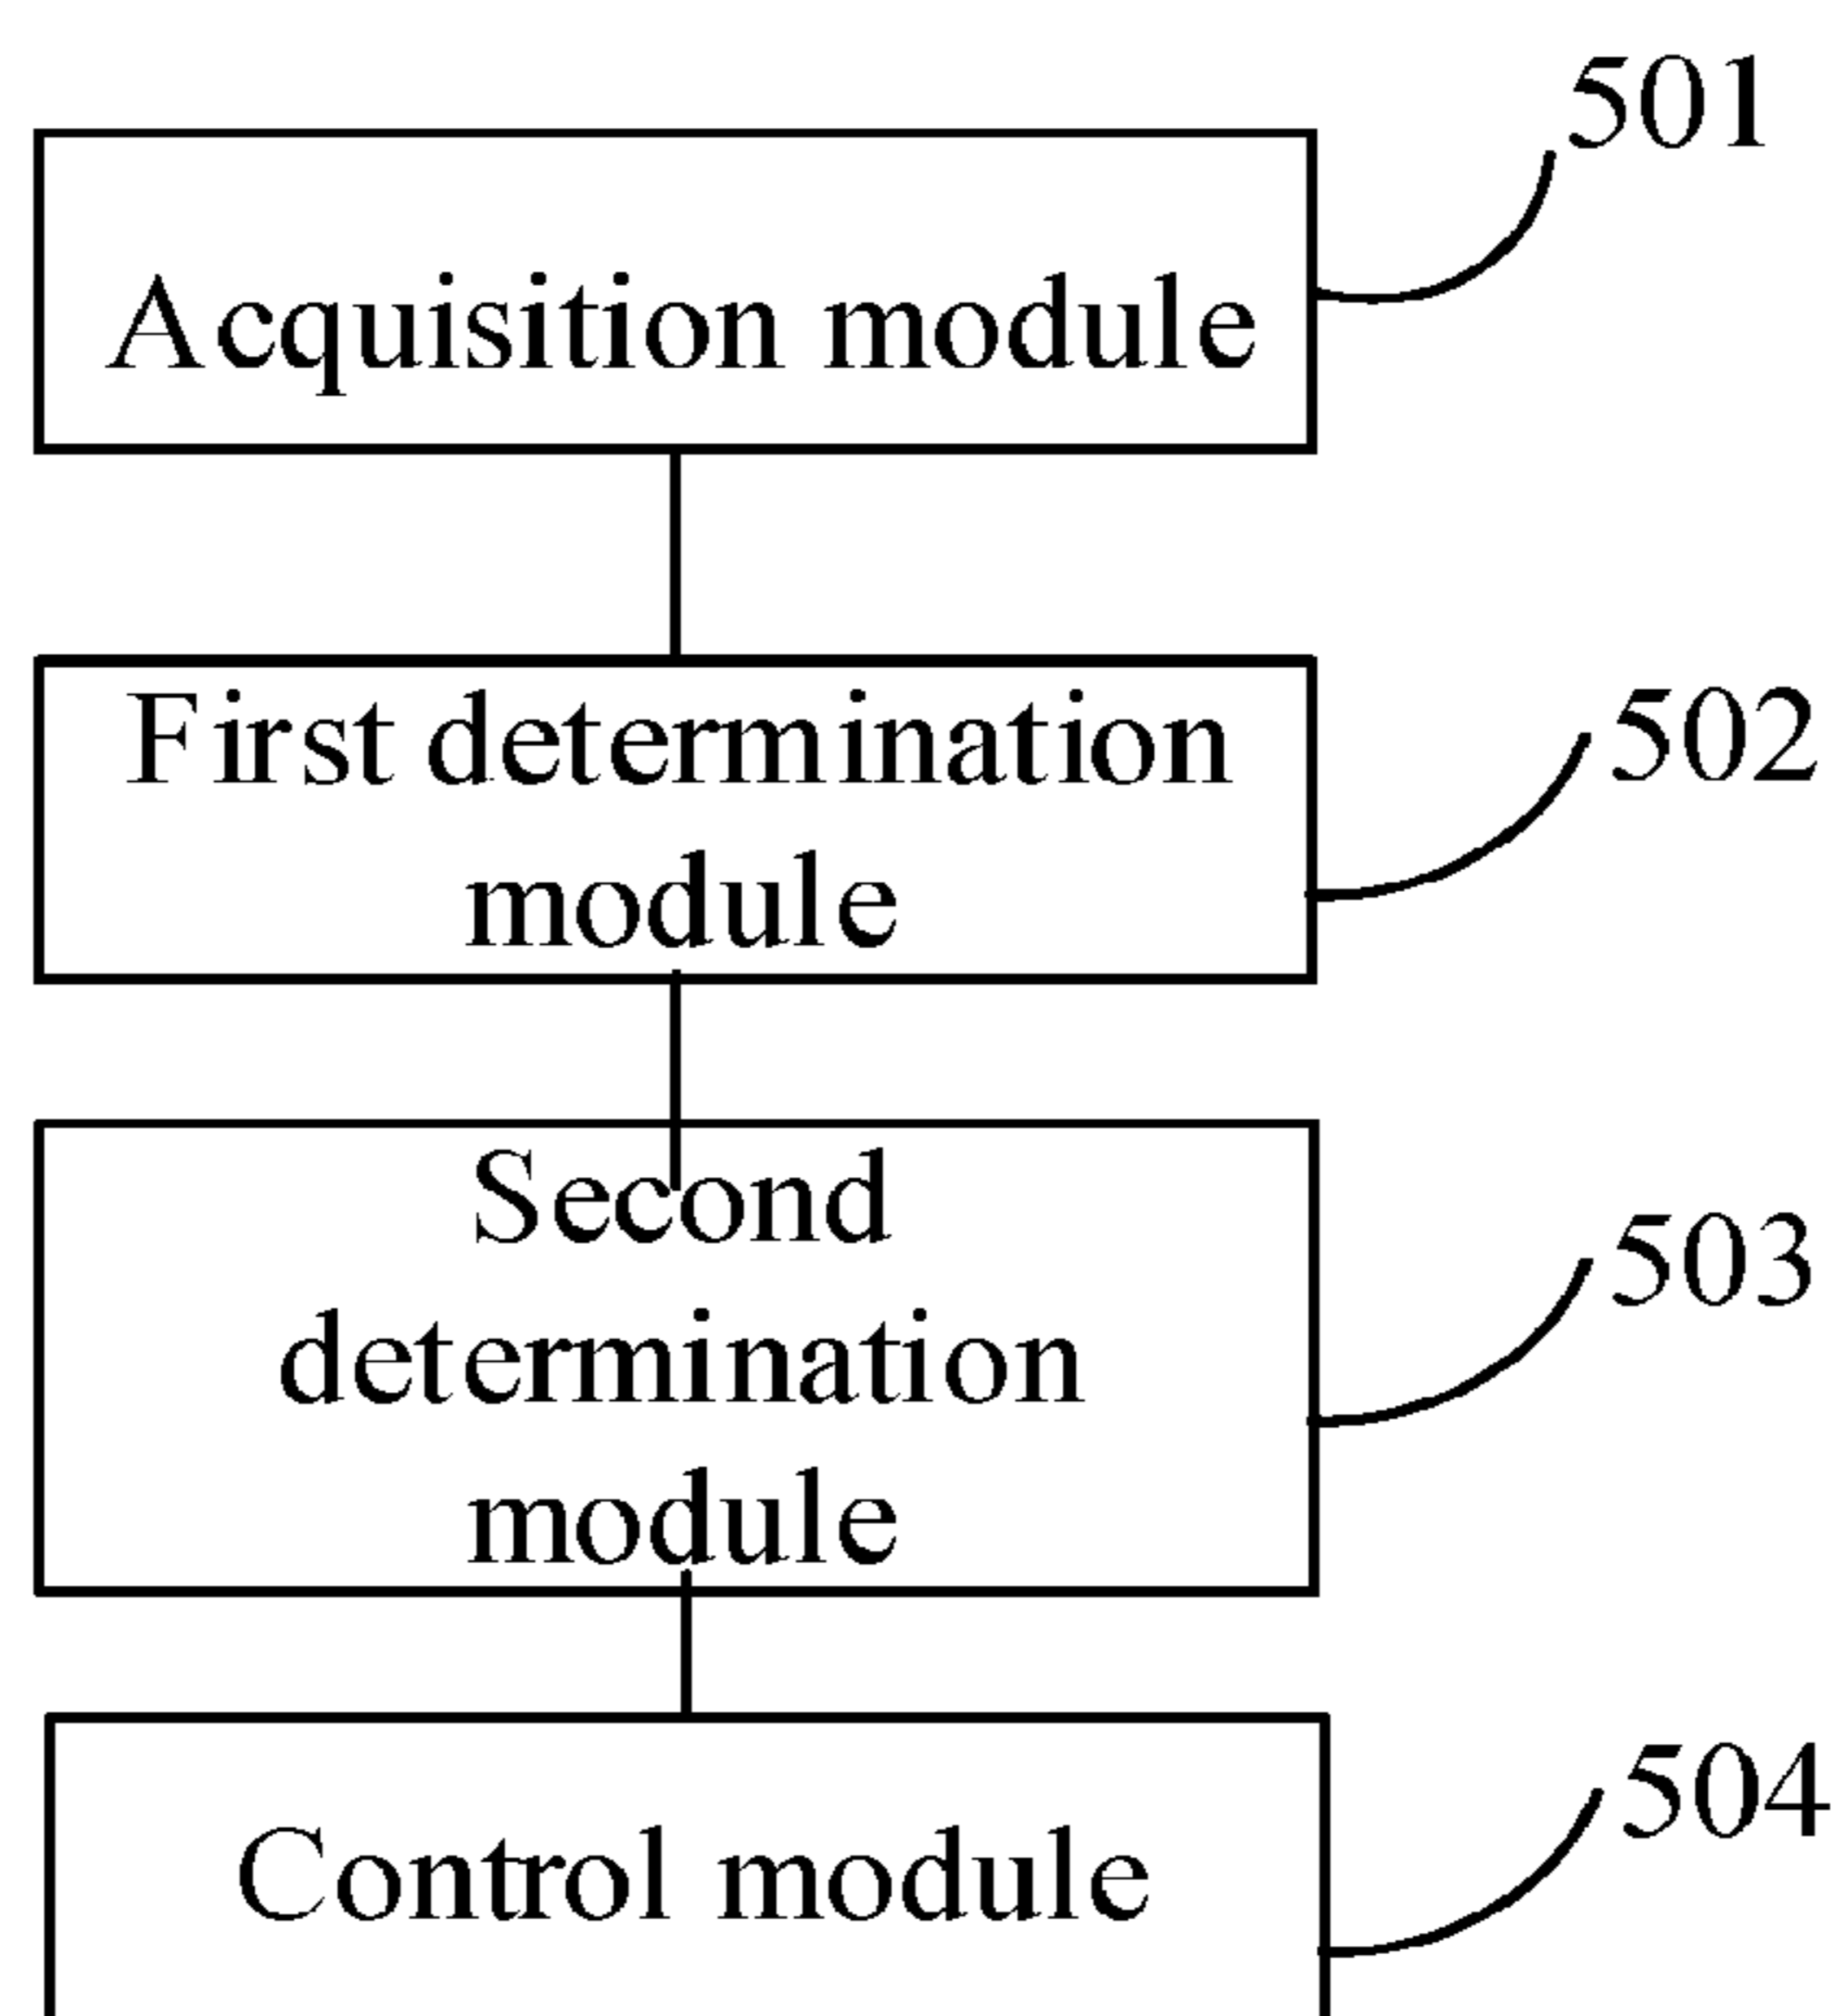 501
Acquisition module
First determination
module
502
Second
determination
module
503
Control module
504